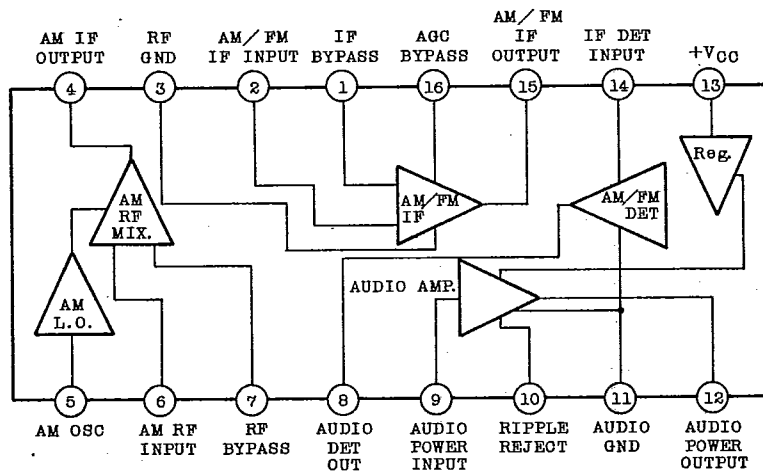 AM IF
OUTPUT
RF
GND
AM/FM
IF INPUT
IF
BYPASS
AGC
BYPASS
AM/FM
IF
OUTPUT
IF DET
INPUT
+VCC
4
3
2
1
16
15
14
13
AM
RF
MIX.
AM/FM
IF
AM/FM
DET
Reg.
AM
L.O.
AUDIO AMP.
5
6
7
8
9
10
11
12
AM OSC
AM RF
INPUT
RF
BYPASS
AUDIO
DET
OUT
AUDIO
POWER
INPUT
RIPPLE
REJECT
AUDIO
GND
AUDIO
POWER
OUTPUT